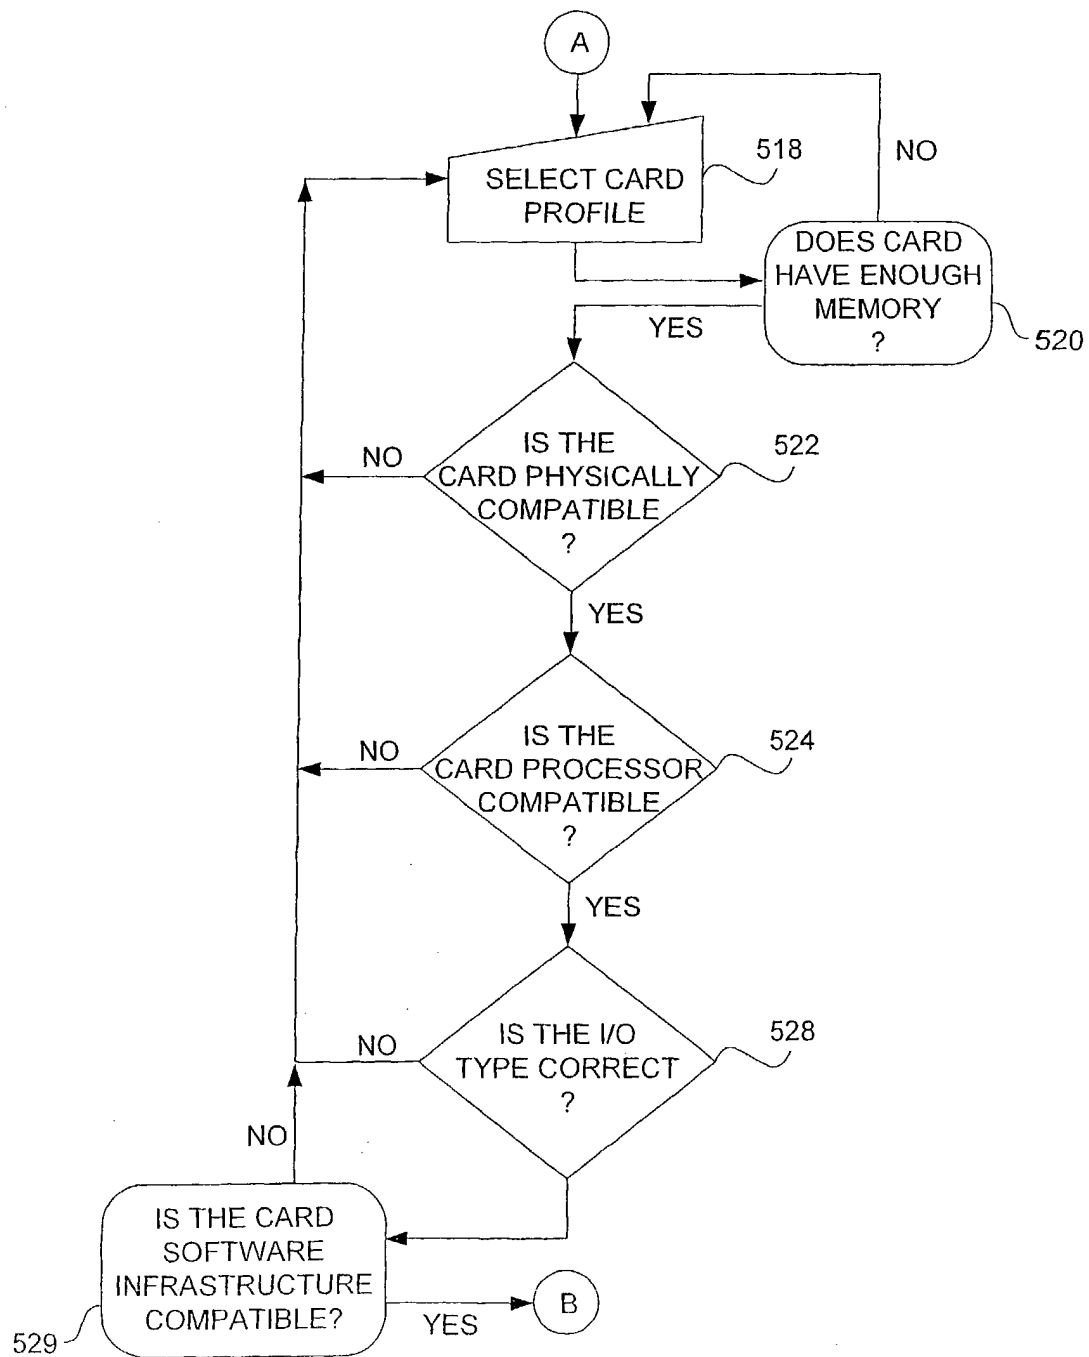 A
518
SELECT CARD
PROFILE
NO
DOES CARD
HAVE ENOUGH
MEMORY
?
520
YES
IS THE
CARD PHYSICALLY
COMPATIBLE
?
522
NO
YES
IS THE
CARD PROCESSOR
COMPATIBLE
?
524
NO
YES
IS THE I/O
TYPE CORRECT
?
528
NO
NO
IS THE CARD
SOFTWARE
INFRASTRUCTURE
COMPATIBLE?
529
YES
B